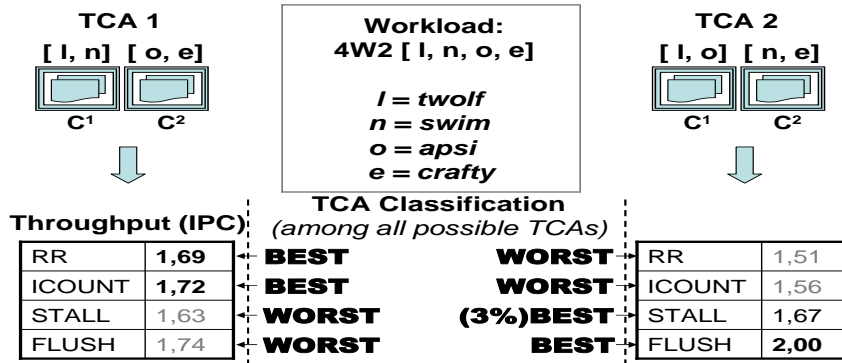 TCA 1
[ l, n] [ o, e]
C1 C2
Workload:
4W2 [ l, n, o, e]
l = twolf
n = swim
o = apsi
e = crafty
TCA 2
[ l, o] [ n, e]
C1 C2
TCA Classification
(among all possible TCAs)
Throughput (IPC)
RR 1,69 BEST WORST RR 1,51
ICOUNT 1,72 BEST WORST ICOUNT 1,56
STALL 1,63 WORST (3%)BEST STALL 1,67
FLUSH 1,74 WORST BEST FLUSH 2,00